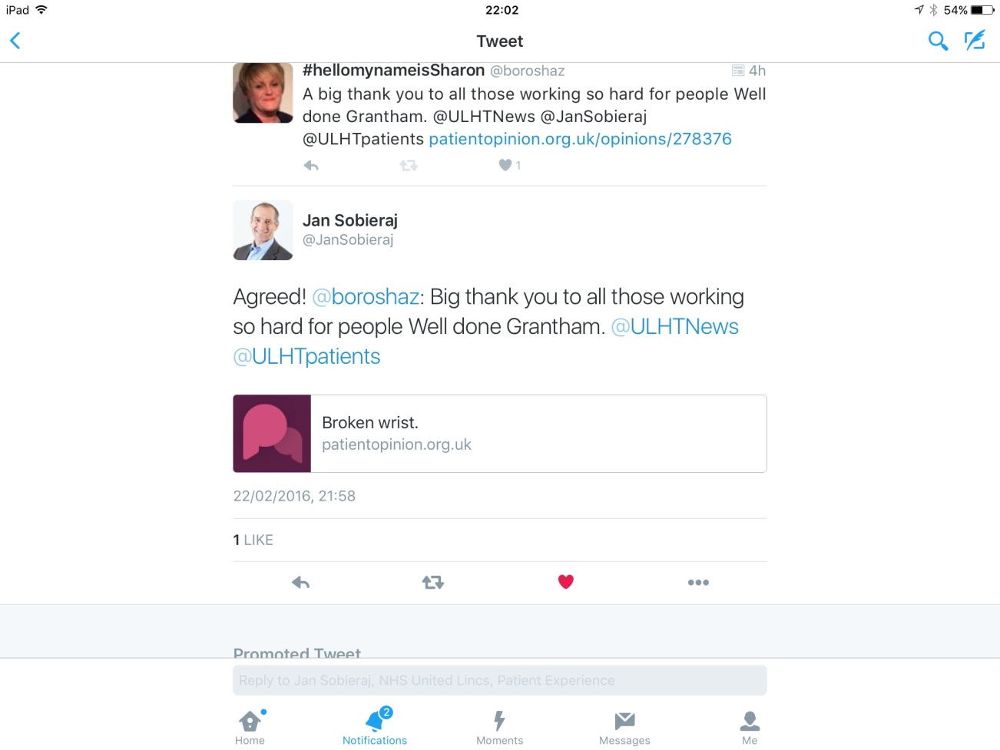 iPad
22:02
54%
Tweet
#hellomynameisSharon @boroshaz 4h
A big thank you to all those working so hard for people Well
done Grantham. @ULHTNews @JanSobieraj
@ULHTpatients patientopinion.org.uk/opinions/278376
1
Jan Sobieraj
@JanSobieraj
Agreed! @boroshaz: Big thank you to all those working
so hard for people Well done Grantham. @ULHTNews
@ULHTpatients
Broken wrist.
patientopinion.org.uk
22/02/2016, 21:58
1 LIKE
Promoted Tweet
Reply to Jan Sobieraj, NHS United Lincs, Patient Experience
2
Home Notifications Moments Messages Me